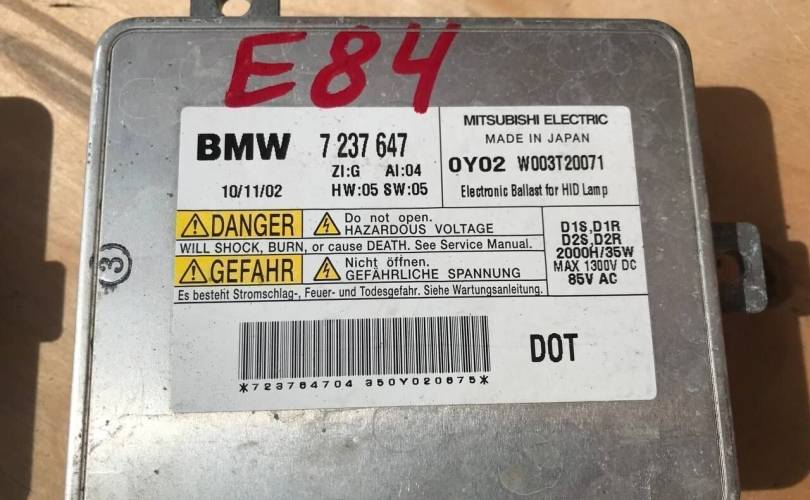 E84
BMW 7 237 647
ZI:G AI:04
10/11/02 HW:05 SW:05
MITSUBISHI ELECTRIC
MADE IN JAPAN
0Y02 W003T20071
Electronic Ballast for HID Lamp
DANGER Do not open.
HAZARDOUS VOLTAGE
WILL SHOCK, BURN, or cause DEATH. See Service Manual.
GEFAHR Nicht öffnen.
GEFÄHRLICHE SPANNUNG
Es besteht Stromschlag-, Feuer- und Todesgefahr. Siehe Wartungsanleitung.
D1S,D1R
D2S,D2R
2000H/35W
MAX 1300V DC
85V AC
3
*723764704 350Y020675*
DOT